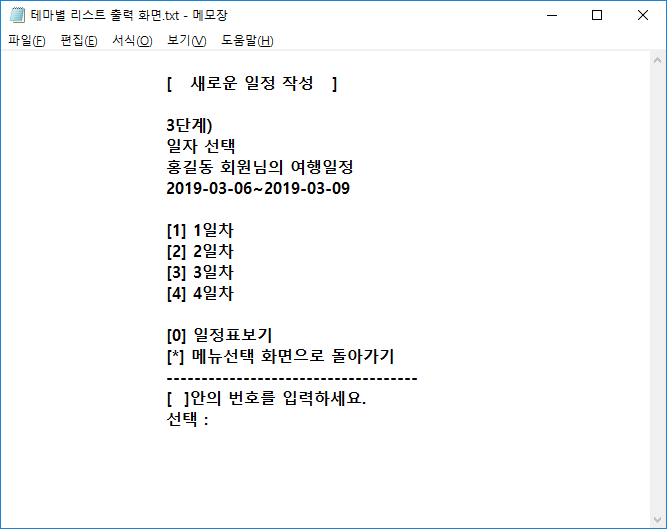 테마별 리스트 출력 화면.txt - 메모장
파일(F) 편집(E) 서식(O) 보기(V) 도움말(H)
[ 새로운 일정 작성 ]
3단계)
일자 선택
홍길동 회원님의 여행일정
2019-03-06~2019-03-09
[1] 1일차
[2] 2일차
[3] 3일차
[4] 4일차
[0] 일정표보기
[*] 메뉴선택 화면으로 돌아가기
------------------------------------
[ ]안의 번호를 입력하세요.
선택 :